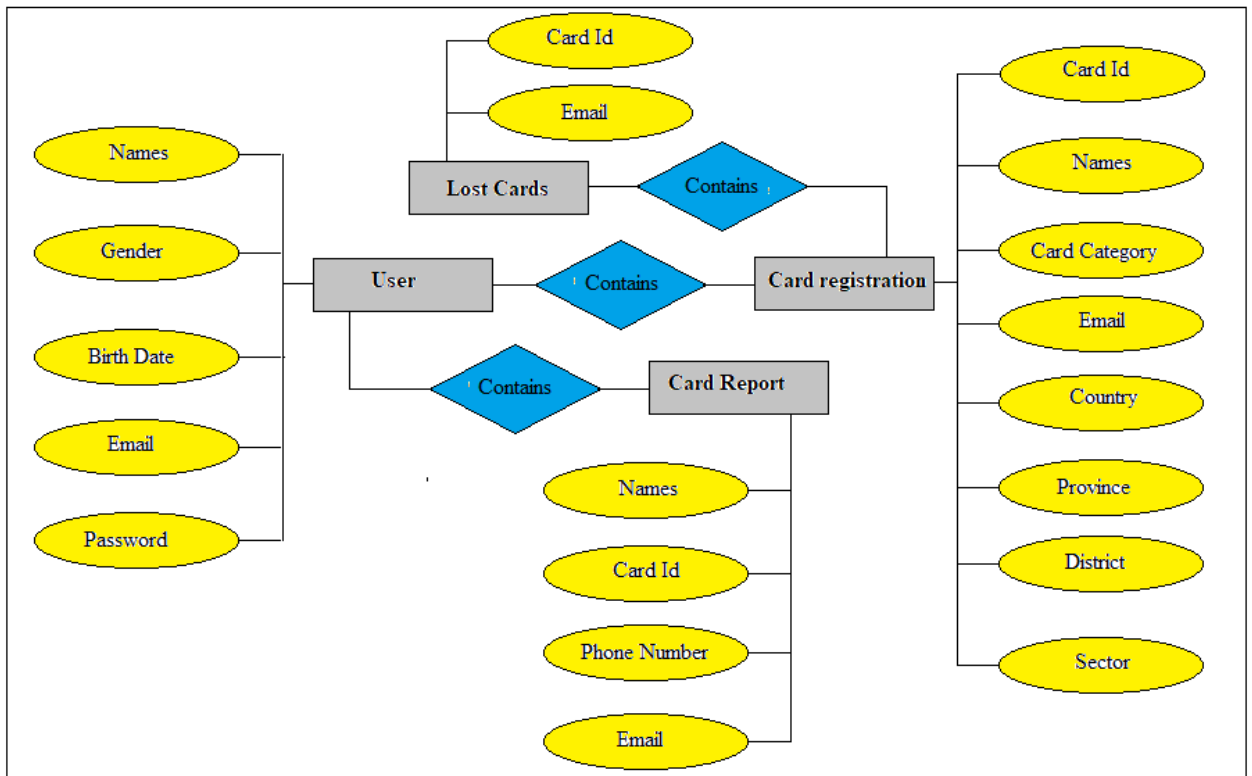 Card Id
Email
Lost Cards
Contains
Names
Gender
Birth Date
Email
Password
User
Contains
Card registration
Contains
Card Report
Names
Card Id
Phone Number
Email
Card Id
Names
Card Category
Email
Country
Province
District
Sector